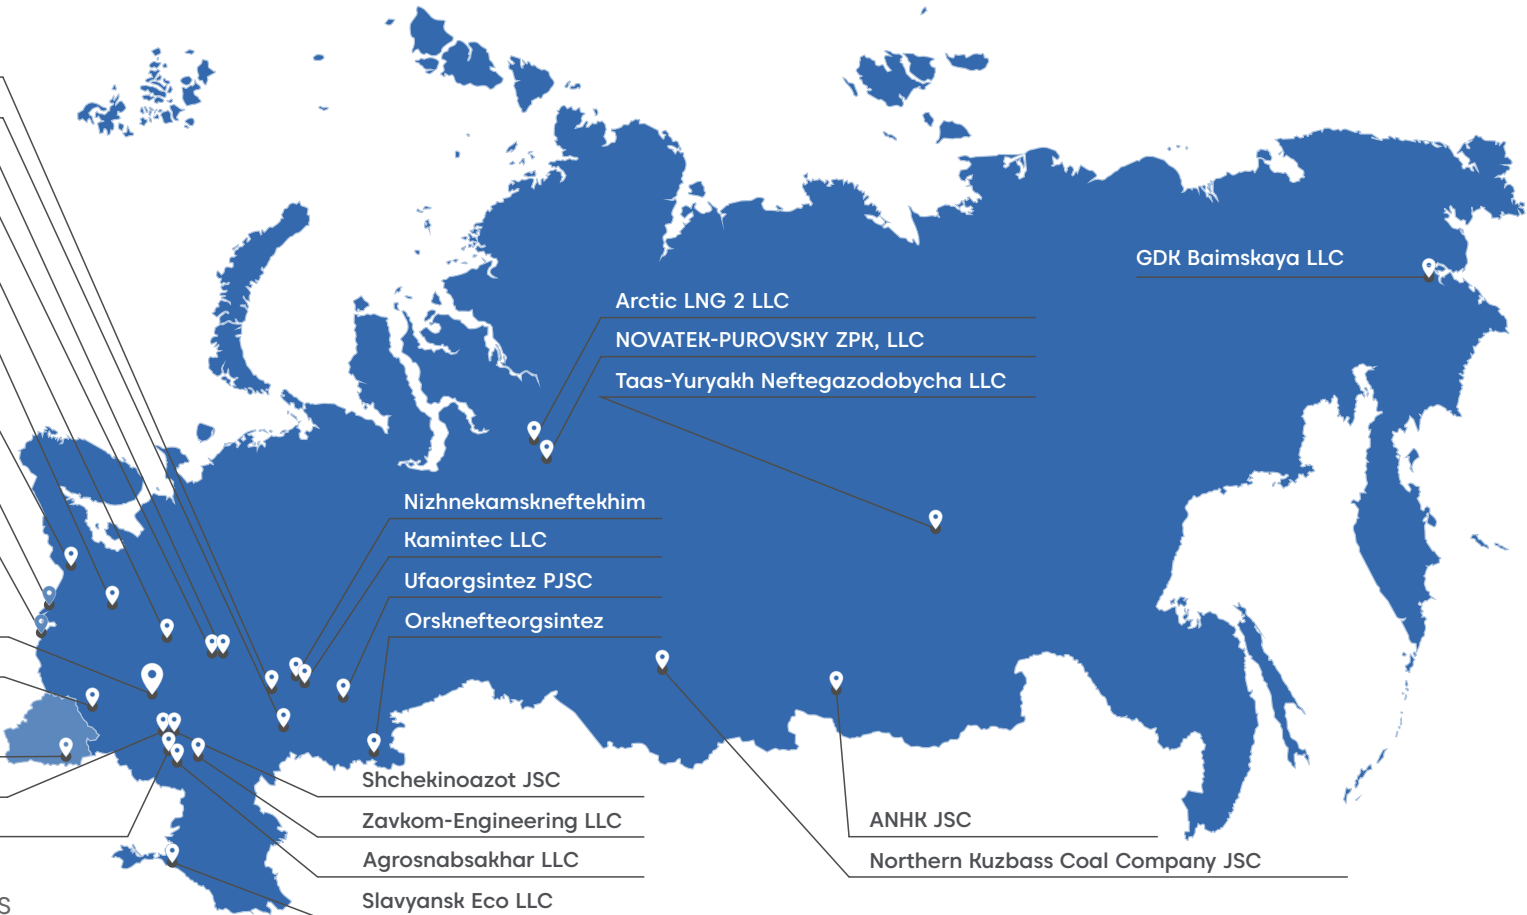 GDK Baimskaya LLC
Arctic LNG 2 LLC
NOVATEK-PUROVSKY ZPK, LLC
Taas-Yuryakh Neftegazodobycha LLC
Nizhnekamskneftekhim
Kamintec LLC
Ufaorgsintez PJSC
Orsknefteorgsintez
Shchekinoazot JSC
Zavkom-Engineering LLC
Agrosnabsakhar LLC
Slavyansk Eco LLC
ANHK JSC
Northern Kuzbass Coal Company JSC
S